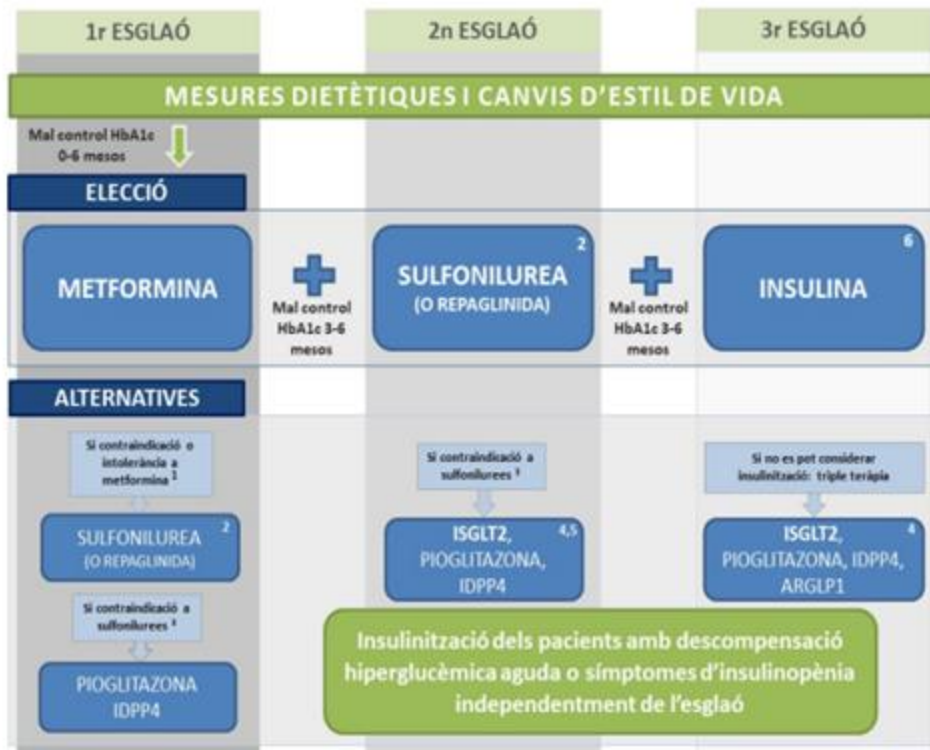 1r ESGLAÓ
2n ESGLAÓ
3r ESGLAÓ
MESURES DIETÈTIQUES I CANVIS D'ESTIL DE VIDA
Mal control HbA1c
0-6 mesos
ELECCIÓ
METFORMINA
Mal control
HbA1c 3-6
mesos
2
SULFONILUREA
(O REPAGLINIDA)
Mal control
HbA1c 3-6
mesos
6
INSULINA
ALTERNATIVES
Si contraindicació o
intolerància a
metformina 1
SULFONILUREA 2
(O REPAGLINIDA)
Si contraindicació a
sulfonilurees 3
PIOGLITAZONA
IDPP4
Si contraindicació a
sulfonilurees 3
ISGLT2, 4,5
PIOGLITAZONA,
IDPP4
Si no es pot considerar
insulinització: triple teràpia
ISGLT2, 4
PIOGLITAZONA, IDPP4,
ARGLP1
Insulinització dels pacients amb descompensació
hiperglucèmica aguda o símptomes d'insulinopènia
independentment de l'esglaó